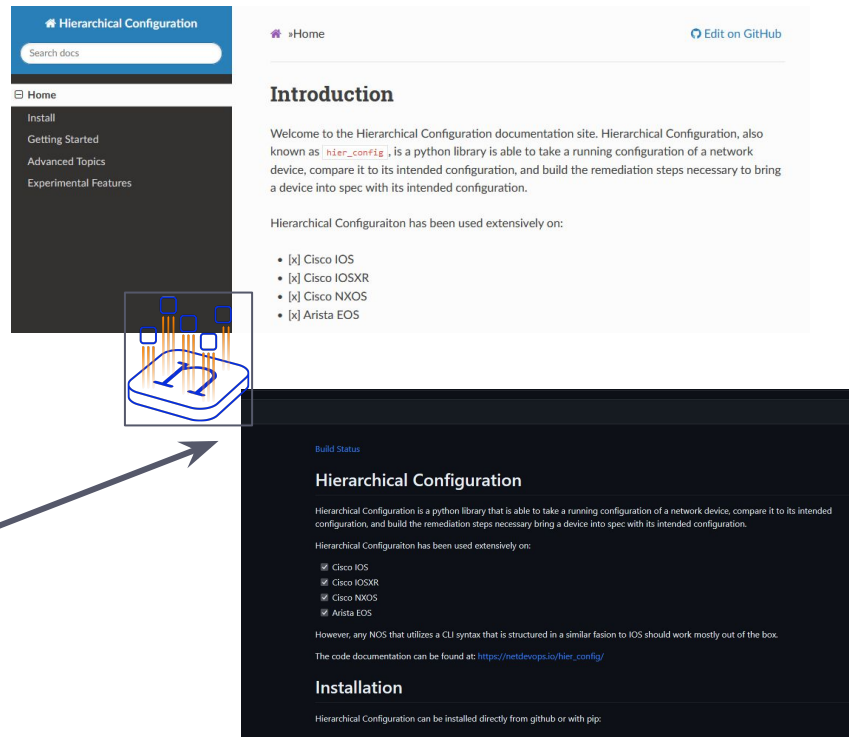 Hierarchical Configuration
Search docs
Home
Install
Getting Started
Advanced Topics
Experimental Features
»Home
Edit on GitHub
Introduction
Welcome to the Hierarchical Configuration documentation site. Hierarchical Configuration, also
known as hier_config , is a python library is able to take a running configuration of a network
device, compare it to its intended configuration, and build the remediation steps necessary to bring
a device into spec with its intended configuration.
Hierarchical Configuraiton has been used extensively on:
• [x] Cisco IOS
• [x] Cisco IOSXR
• [x] Cisco NXOS
• [x] Arista EOS
Build Status
Hierarchical Configuration
Hierarchical Configuration is a python library that is able to take a running configuration of a network device, compare it to its intended
configuration, and build the remediation steps necessary bring a device into spec with its intended configuration.
Hierarchical Configuraiton has been used extensively on:
Cisco IOS
Cisco IOSXR
Cisco NXOS
Arista EOS
However, any NOS that utilizes a CLI syntax that is structured in a similar fasion to IOS should work mostly out of the box.
The code documentation can be found at: https://netdevops.io/hier_config/
Installation
Hierarchical Configuration can be installed directly from github or with pip: